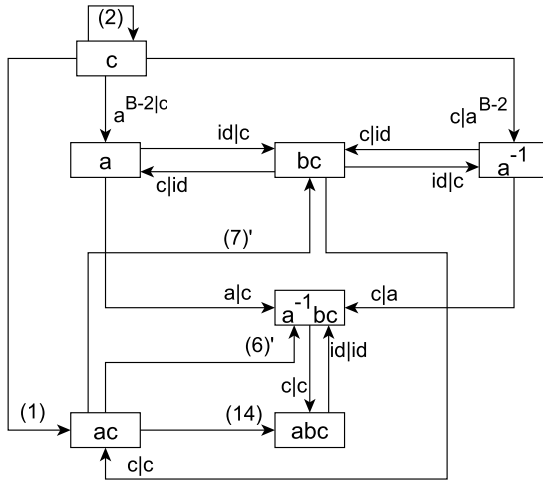 (2)
c
a^{B-2|c}
c|a^{B-2}
id|c
c|id
a
bc
a^{-1}
c|id
id|c
(7)'
a|c
c|a
a^{-1}bc
(6)'
id|id
c|c
(1)
(14)
ac
abc
c|c